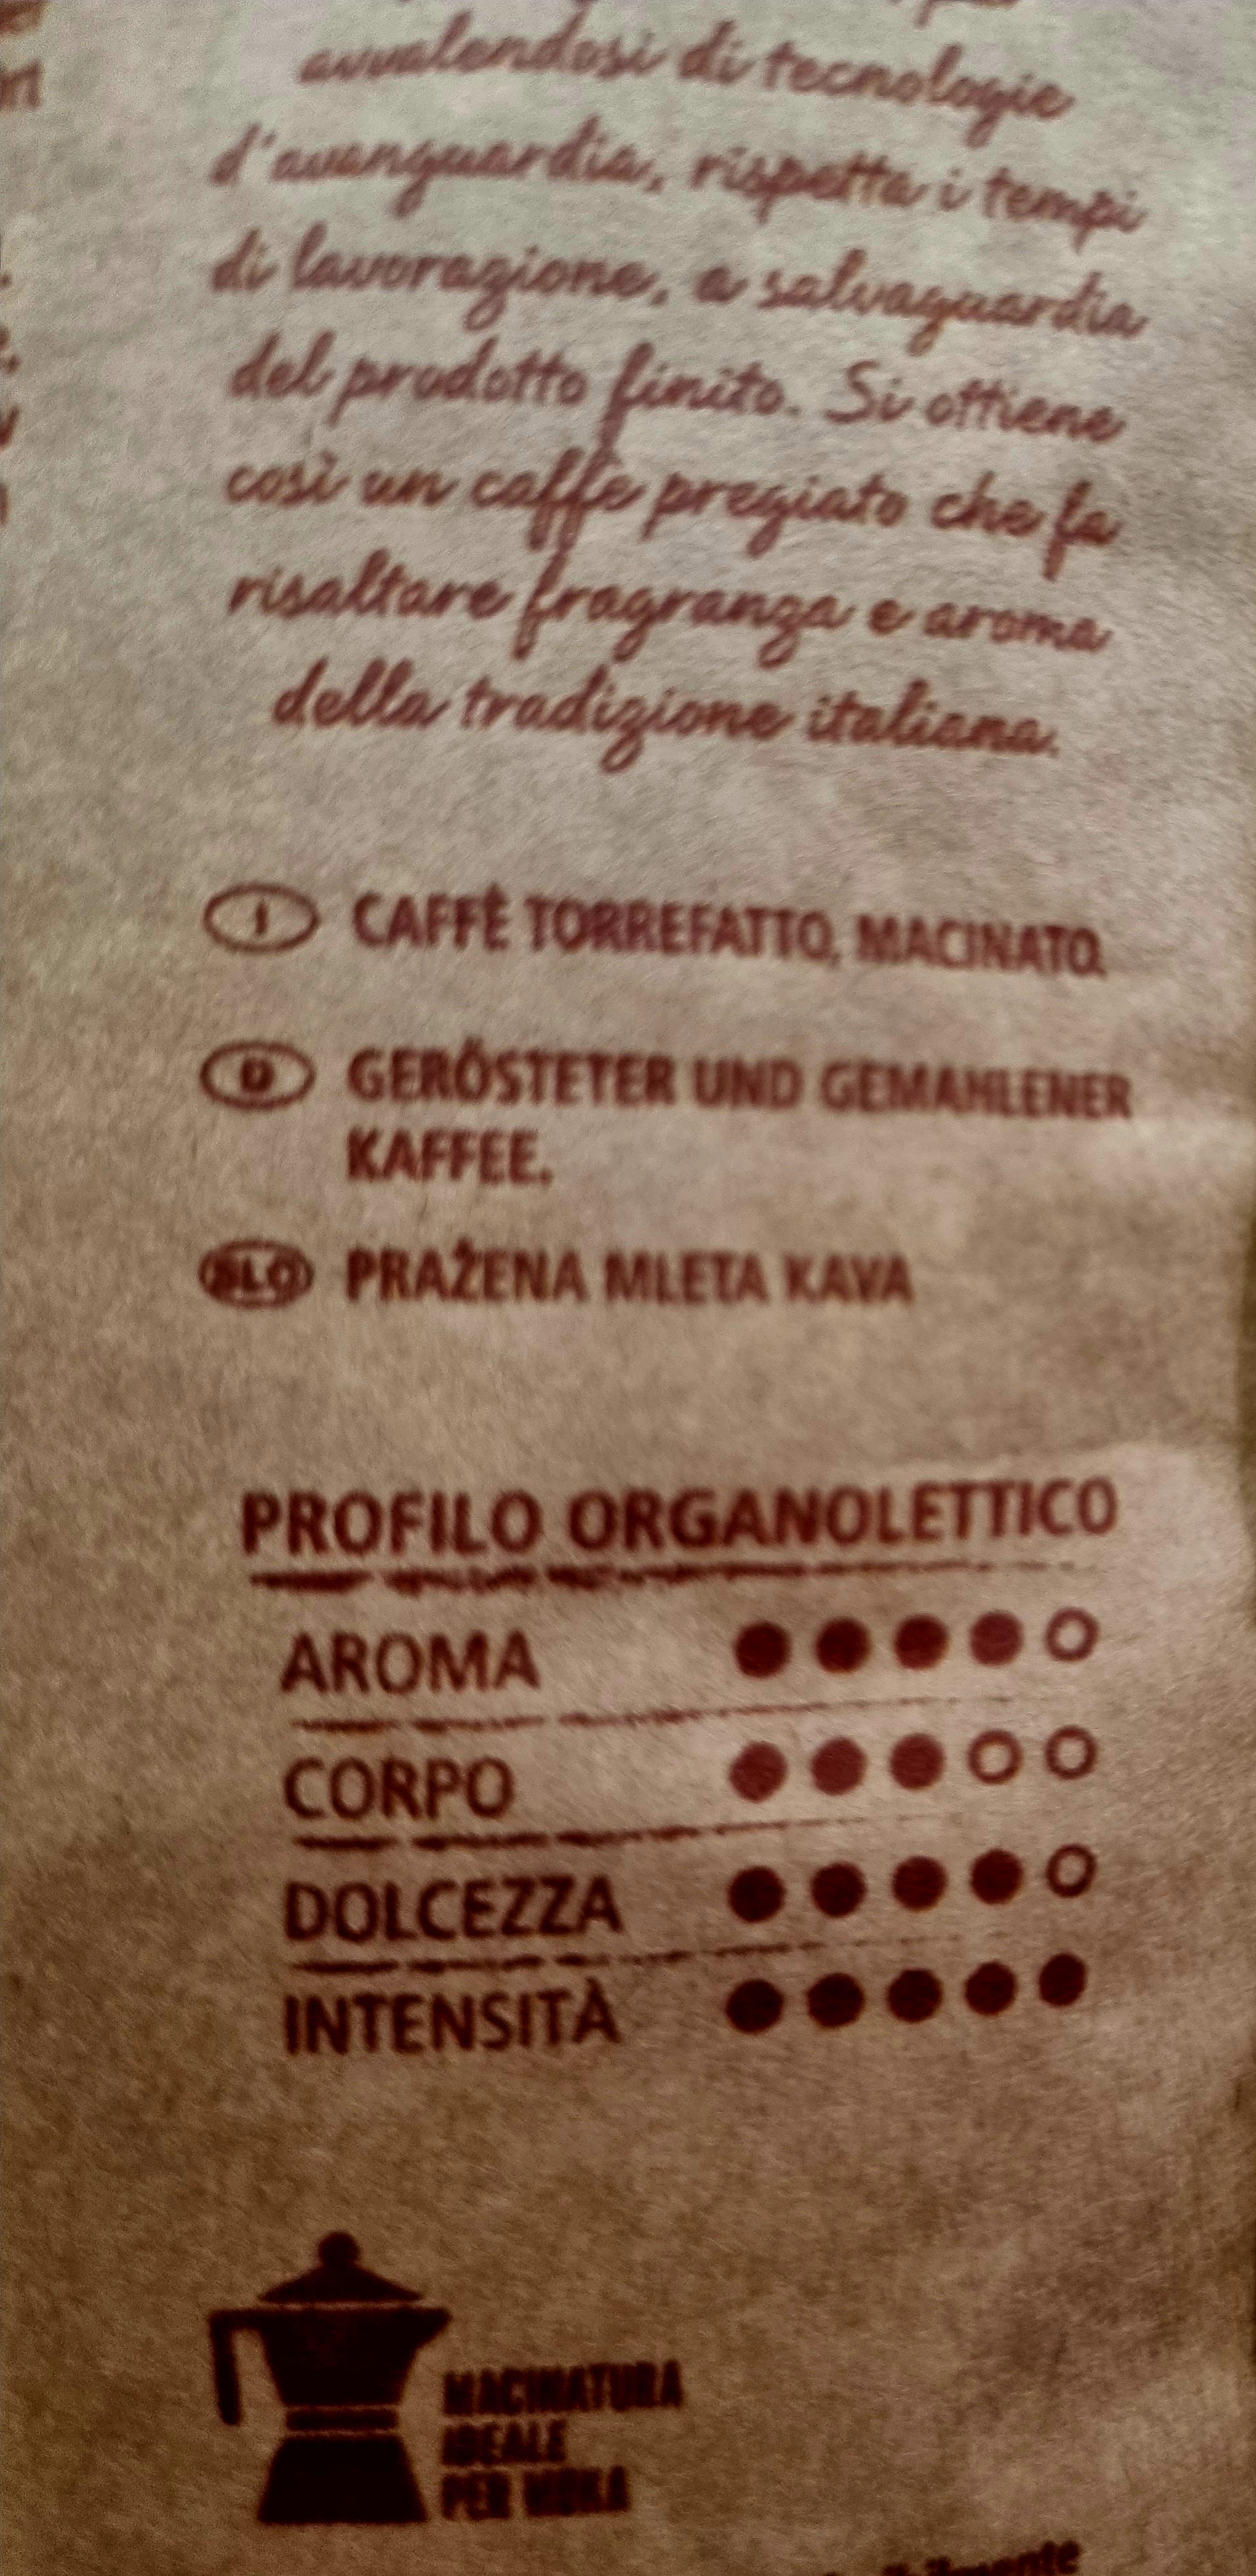 avvalendosi di tecnologie
d'avanguardia, rispetta i tempi
di lavorazione, a salvaguardia
del prodotto finito. Si ottiene
così un caffè pregiato che fa
risaltare fragranza e aroma
della tradizione italiana.
I CAFFÈ TORREFATTO, MACINATO.
D GERÖSTETER UND GEMAHLENER
KAFFEE.
SLO PRAŽENA MLETA KAVA
PROFILO ORGANOLETTICO
AROMA
CORPO
DOLCEZZA
INTENSITÀ
MACINATURA
IDEALE
PER MOKA